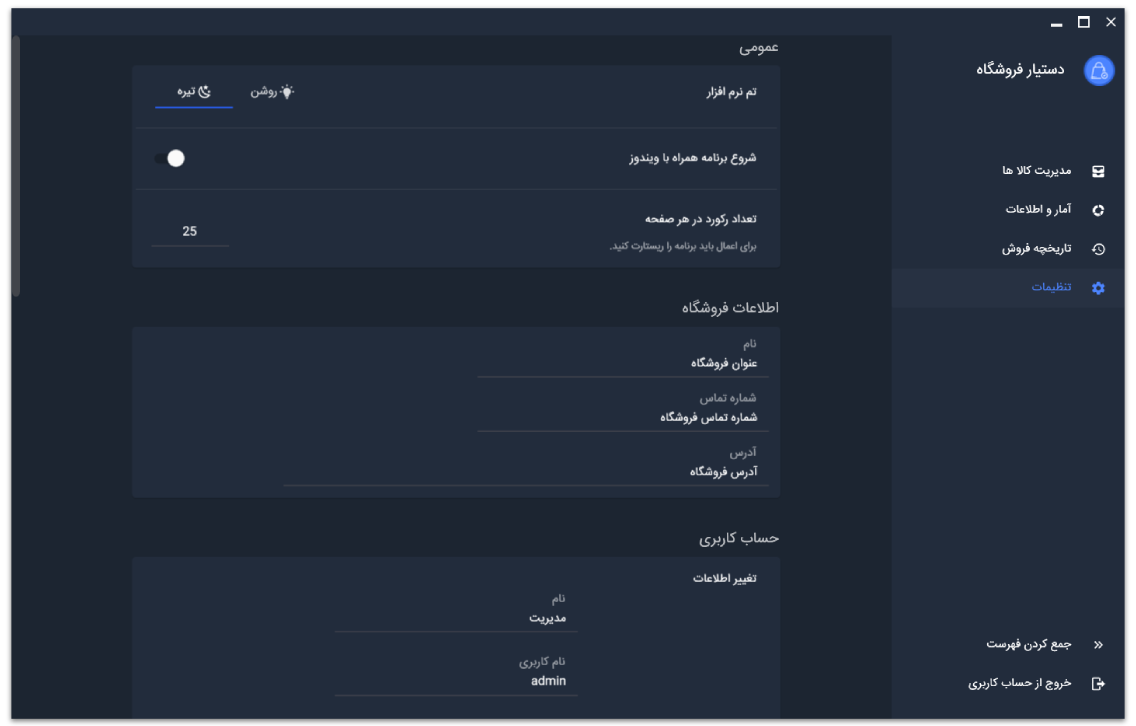 دستیار فروشگاه
مدیریت کالا ها
آمار و اطلاعات
تاریخچه فروش
تنظیمات
جمع کردن فهرست
خروج از حساب کاربری
عمومی
تم نرم افزار
روشن
تیره
شروع برنامه همراه با ویندوز
تعداد رکورد در هر صفحه
برای اعمال باید برنامه را ریستارت کنید.
25
اطلاعات فروشگاه
نام
عنوان فروشگاه
شماره تماس
شماره تماس فروشگاه
آدرس
آدرس فروشگاه
حساب کاربری
تغییر اطلاعات
نام
مدیریت
نام کاربری
admin